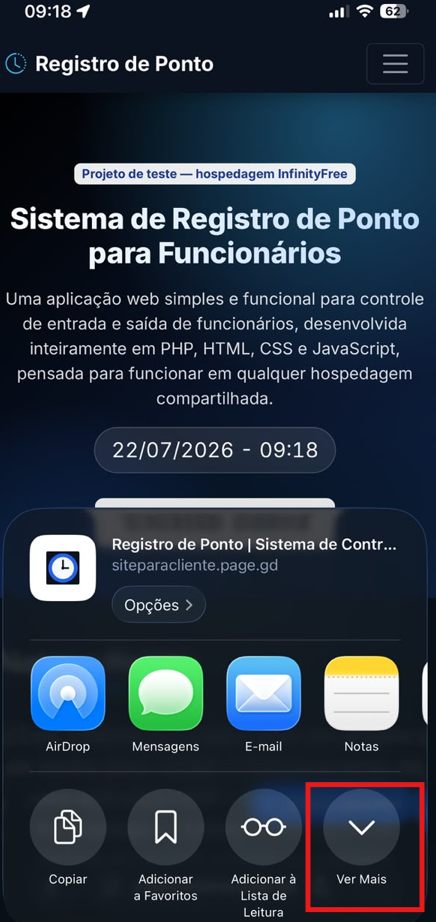 09:18
62
Registro de Ponto
Projeto de teste — hospedagem InfinityFree
Sistema de Registro de Ponto
para Funcionários
Uma aplicação web simples e funcional para controle
de entrada e saída de funcionários, desenvolvida
inteiramente em PHP, HTML, CSS e JavaScript,
pensada para funcionar em qualquer hospedagem
compartilhada.
22/07/2026 - 09:18
Registro de Ponto | Sistema de Contr...
siteparacliente.page.gd
Opções
AirDrop
Mensagens
E-mail
Notas
Copiar
Adicionar
a Favoritos
Adicionar à
Lista de
Leitura
Ver Mais